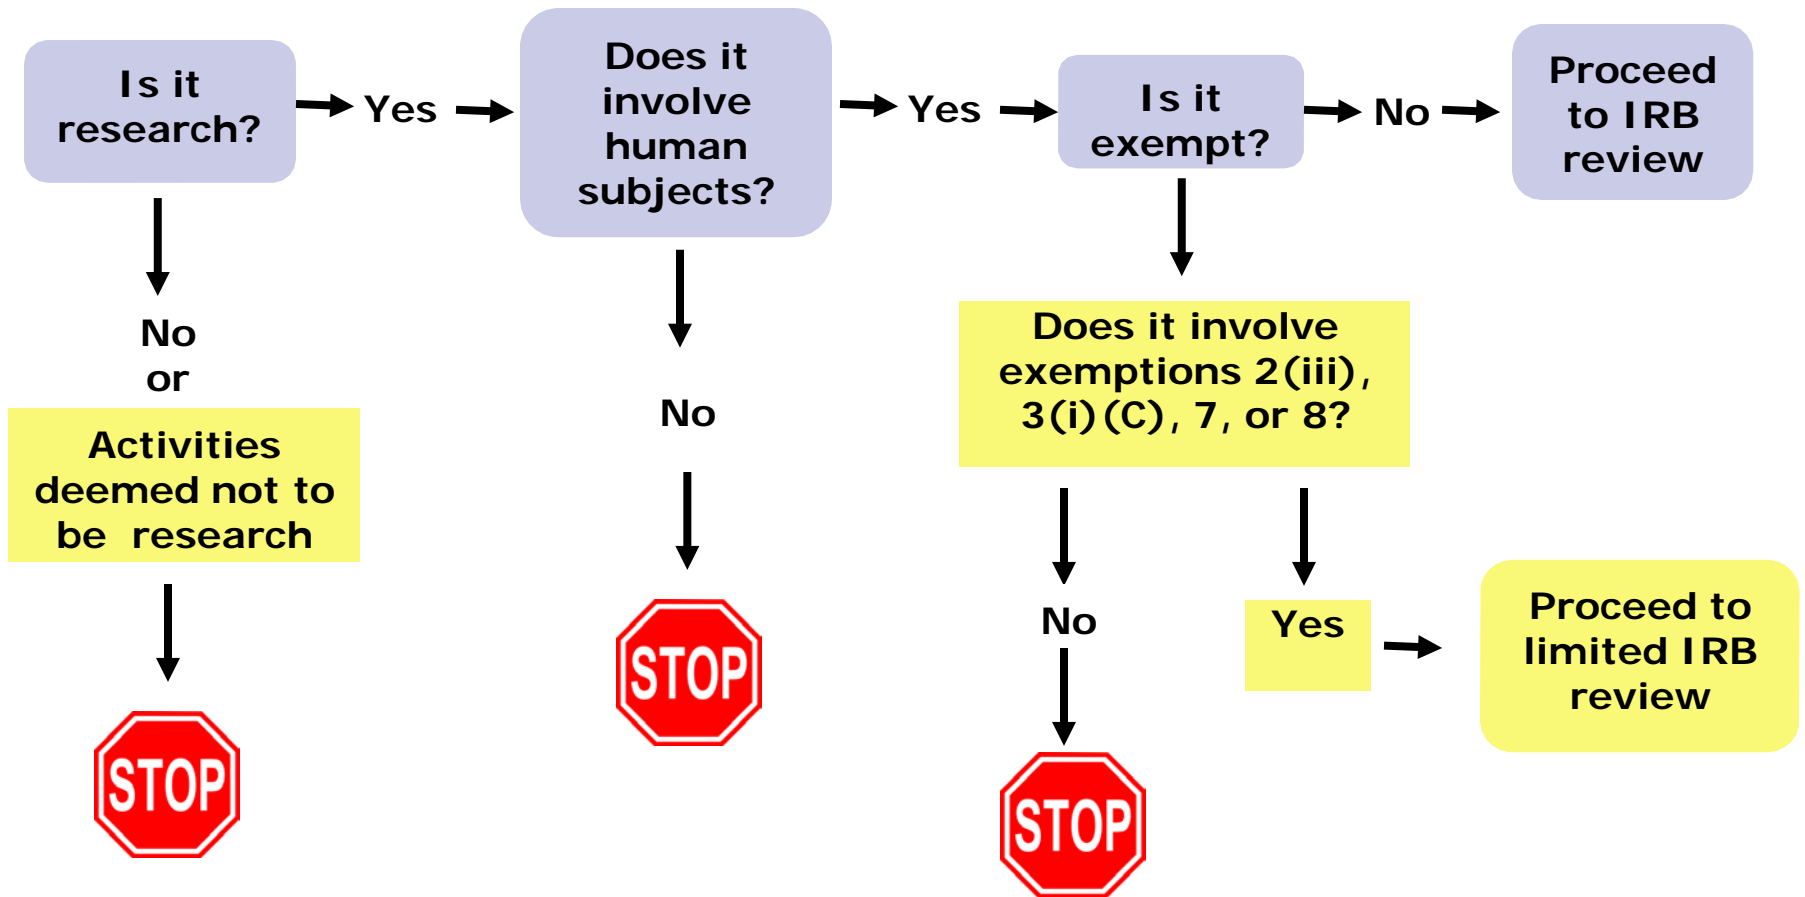 Is it
research?
Yes
Does it
involve
human
subjects?
Yes
Is it
exempt?
No
Proceed
to IRB
review
No
or
Activities
deemed not to
be research
STOP
No
STOP
Does it involve
exemptions 2(iii),
3(i)(C), 7, or 8?
No
STOP
Yes
Proceed to
limited IRB
review